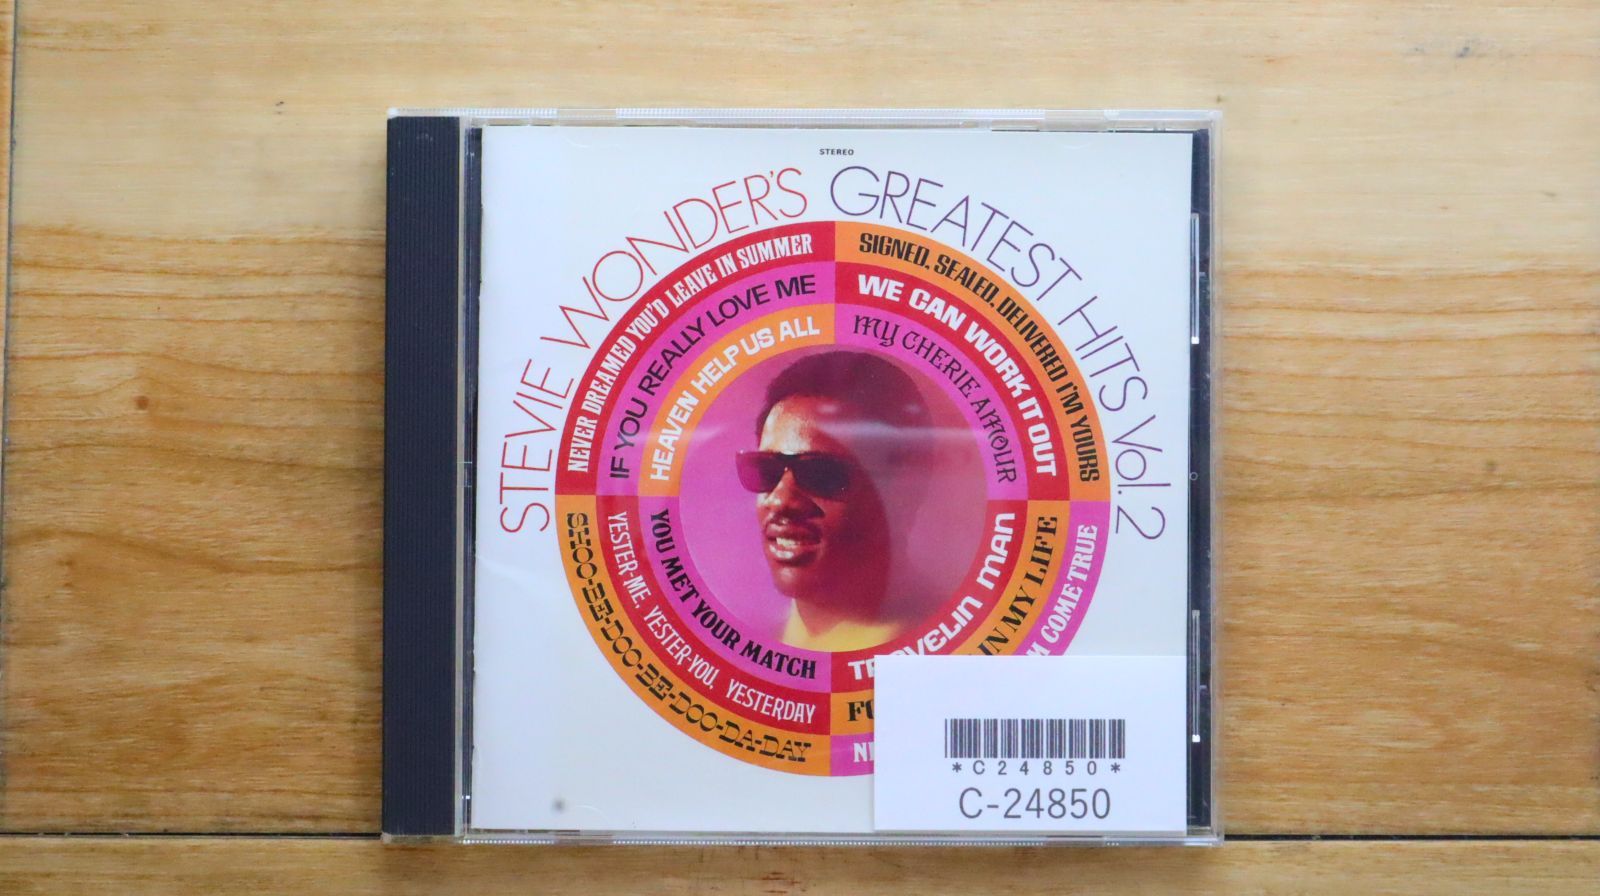 STEREO
STEVIE WONDER'S GREATEST HITS Vol. 2
NEVER DREAMED YOU'D LEAVE IN SUMMER
IF YOU REALLY LOVE ME
HEAVEN HELP US ALL
SIGNED, SEALED, DELIVERED I'M YOURS
WE CAN WORK IT OUT
MY CHERIE AMOUR
SHOO-BE-DOO-BE-DOO-DA-DAY
YESTER-ME, YESTER-YOU, YESTERDAY
YOU MET YOUR MATCH
TRAVELIN MAN
IN MY LIFE
COME TRUE
*C24850*
C-24850